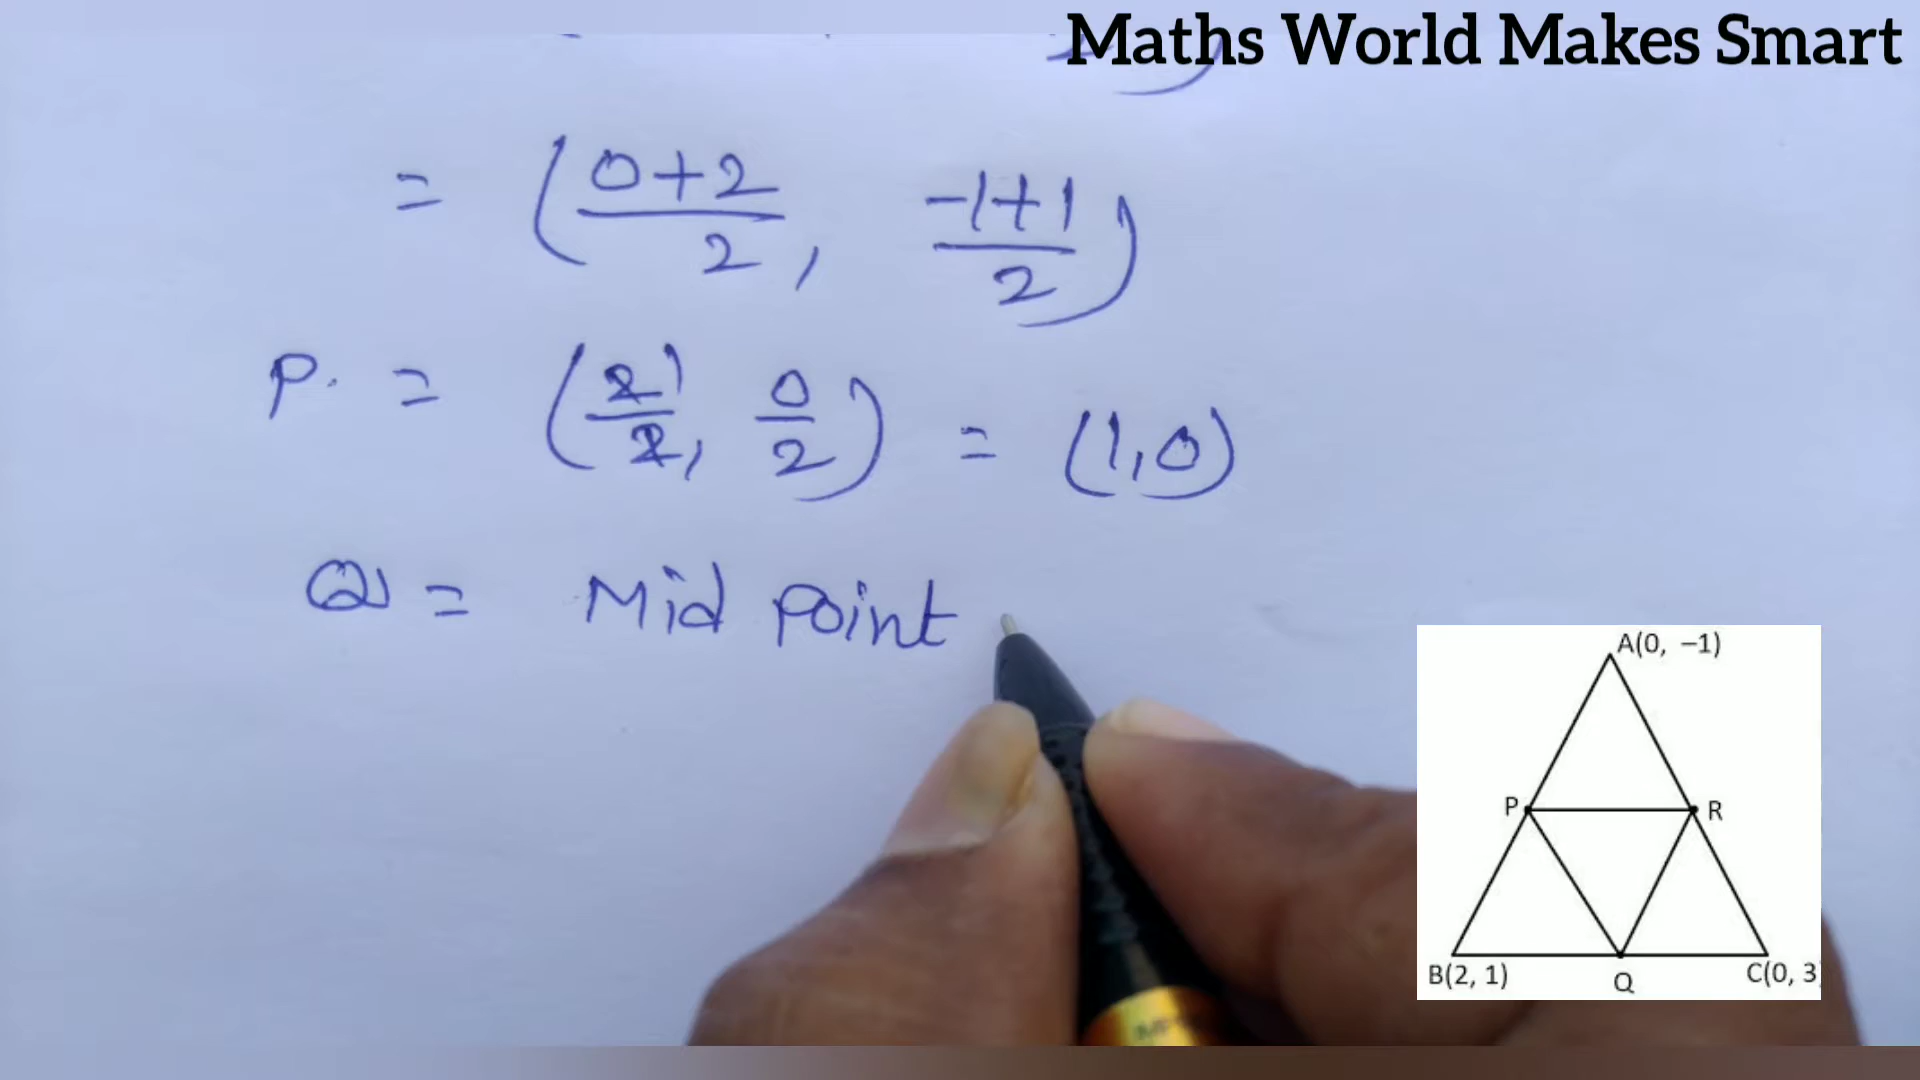 Maths World Makes Smart
= (0+2/2, -1+1/2)
P. = (2/2 1, 0/2) = (1,0)
Q = Mid Point
A(0, −1)
P
R
B(2, 1)
Q
C(0, 3